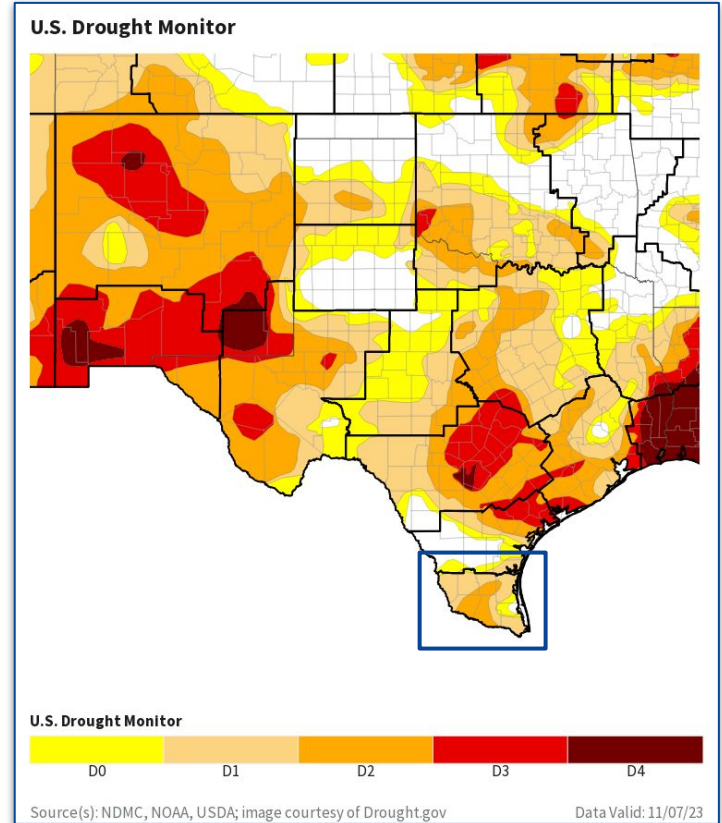 U.S. Drought Monitor
U.S. Drought Monitor
D0 D1 D2 D3 D4
Source(s): NDMC, NOAA, USDA; image courtesy of Drought.gov Data Valid: 11/07/23